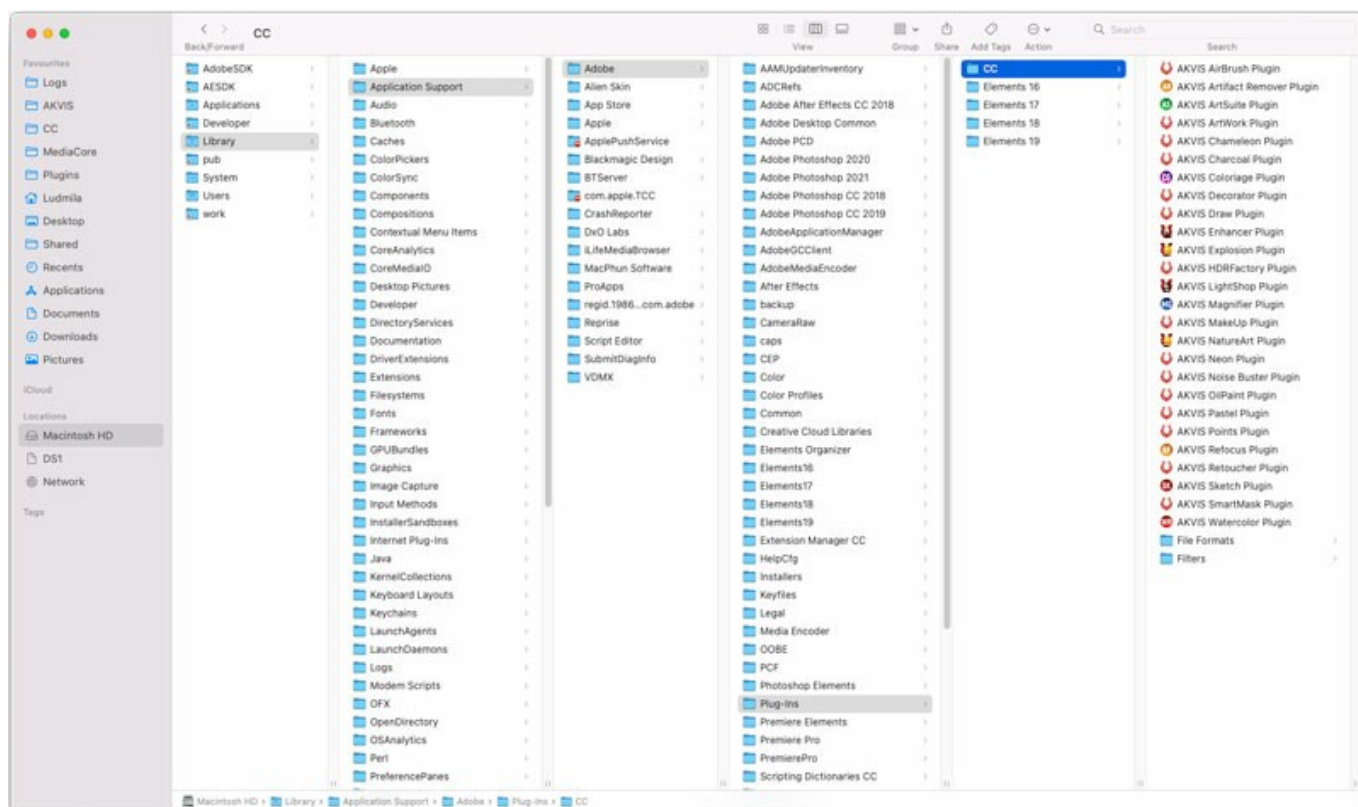 CC
Back/Forward
View
Group
Share
Add Tags
Action
Search
Search
Favourites
Logs
AKVIS
CC
MediaCore
Plugins
Ludmila
Desktop
Shared
Recents
Applications
Documents
Downloads
Pictures
iCloud
Locations
Macintosh HD
DS1
Network
Tags
AdobeSDK
AESDK
Applications
Developer
Library
pub
System
Users
work
Apple
Application Support
Audio
Bluetooth
Caches
ColorPickers
ColorSync
Components
Compositions
Contextual Menu Items
CoreAnalytics
CoreMediaIO
Desktop Pictures
Developer
DirectoryServices
Documentation
DriverExtensions
Extensions
Filesystems
Fonts
Frameworks
GPUBundles
Graphics
Image Capture
Input Methods
InstallerSandboxes
Internet Plug-Ins
Java
KernelCollections
Keyboard Layouts
Keychains
LaunchAgents
LaunchDaemons
Logs
Modem Scripts
OFX
OpenDirectory
OSAnalytics
Perl
PreferencePanes
Adobe
Alien Skin
App Store
Apple
ApplePushService
Blackmagic Design
BTServer
com.apple.TCC
CrashReporter
DxO Labs
iLifeMediaBrowser
MacPhun Software
ProApps
regid.1986...com.adobe
Reprise
Script Editor
SubmitDiagInfo
VDMX
AAMUpdaterInventory
ADCRefs
Adobe After Effects CC 2018
Adobe Desktop Common
Adobe PCD
Adobe Photoshop 2020
Adobe Photoshop 2021
Adobe Photoshop CC 2018
Adobe Photoshop CC 2019
AdobeApplicationManager
AdobeGCClient
AdobeMediaEncoder
After Effects
backup
CameraRaw
caps
CEP
Color
Color Profiles
Common
Creative Cloud Libraries
Elements Organizer
Elements16
Elements17
Elements18
Elements19
Extension Manager CC
HelpCfg
Installers
Keyfiles
Legal
Media Encoder
OOBE
PCF
Photoshop Elements
Plug-Ins
Premiere Elements
Premiere Pro
PremierePro
Scripting Dictionaries CC
CC
Elements 16
Elements 17
Elements 18
Elements 19
AKVIS AirBrush Plugin
AKVIS Artifact Remover Plugin
AKVIS ArtSuite Plugin
AKVIS ArtWork Plugin
AKVIS Chameleon Plugin
AKVIS Charcoal Plugin
AKVIS Coloriage Plugin
AKVIS Decorator Plugin
AKVIS Draw Plugin
AKVIS Enhancer Plugin
AKVIS Explosion Plugin
AKVIS HDRFactory Plugin
AKVIS LightShop Plugin
AKVIS Magnifier Plugin
AKVIS MakeUp Plugin
AKVIS NatureArt Plugin
AKVIS Neon Plugin
AKVIS Noise Buster Plugin
AKVIS OilPaint Plugin
AKVIS Pastel Plugin
AKVIS Points Plugin
AKVIS Refocus Plugin
AKVIS Retoucher Plugin
AKVIS Sketch Plugin
AKVIS SmartMask Plugin
AKVIS Watercolor Plugin
File Formats
Filters
Macintosh HD › Library › Application Support › Adobe › Plug-Ins › CC